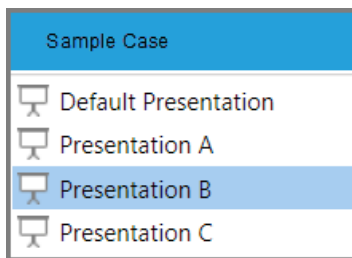 Sample Case
Default Presentation
Presentation A
Presentation B
Presentation C